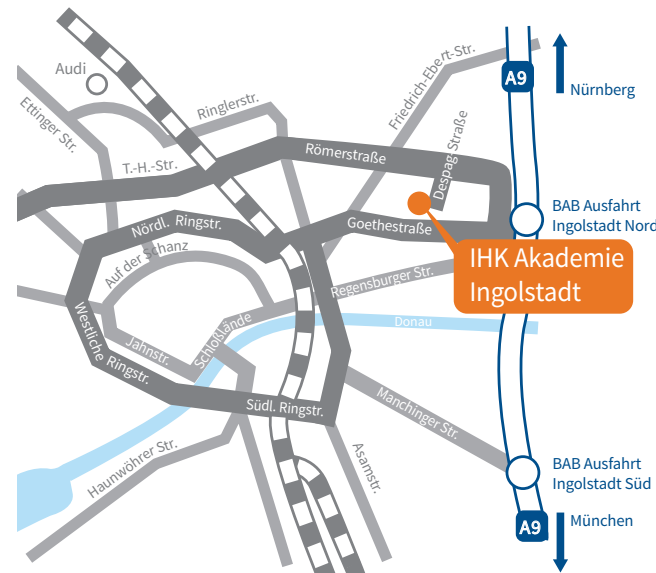 Audi
Ettinger Str.
Ringlerstr.
Friedrich-Ebert-Str.
A9
Nürnberg
T.-H.-Str.
Römerstraße
Despag Straße
Nördl. Ringstr.
Goethestraße
BAB Ausfahrt
Ingolstadt Nord
Auf der Schanz
IHK Akademie
Ingolstadt
Regensburger Str.
Westliche Ringstr.
Jahnstr.
Schloßlände
Donau
Südl. Ringstr.
Manchinger Str.
Haunwöhrer Str.
Asamstr.
BAB Ausfahrt
Ingolstadt Süd
A9
München